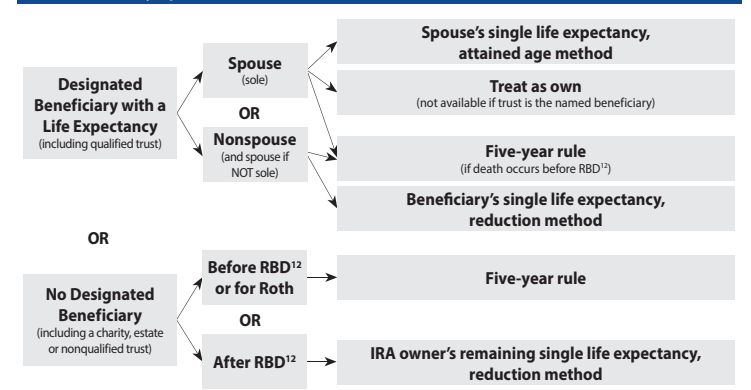 Designated
Beneficiary with a
Life Expectancy
(including qualified trust)
Spouse
(sole)
OR
Nonspouse
(and spouse if
NOT sole)
Spouse’s single life expectancy,
attained age method
Treat as own
(not available if trust is the named beneficiary)
Five-year rule
(if death occurs before RBD¹²)
Beneficiary’s single life expectancy,
reduction method
OR
No Designated
Beneficiary
(including a charity, estate
or nonqualified trust)
Before RBD¹²
or for Roth
OR
After RBD¹²
Five-year rule
IRA owner’s remaining single life expectancy,
reduction method